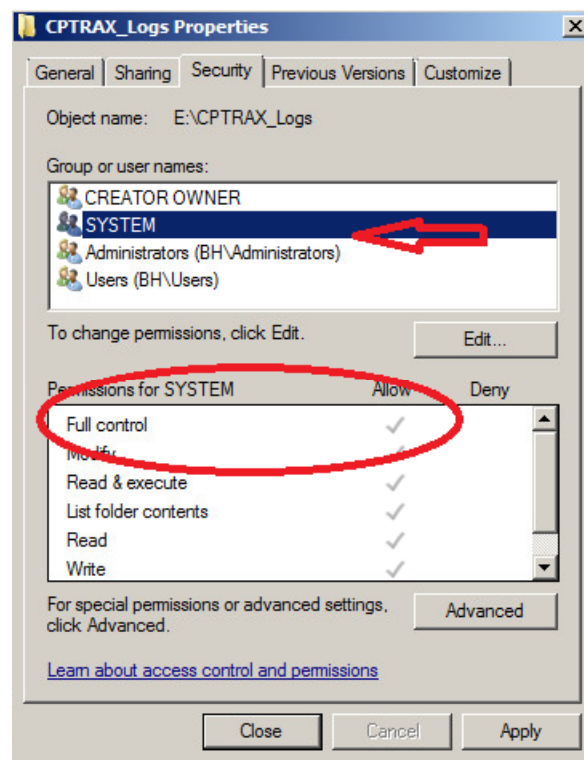 CPTRAX_Logs Properties
General Sharing Security Previous Versions Customize
Object name: E:\CPTRAX_Logs
Group or user names:
CREATOR OWNER
SYSTEM
Administrators (BH\Administrators)
Users (BH\Users)
To change permissions, click Edit.
Edit...
Permissions for SYSTEM Allow Deny
Full control
Modify
Read & execute
List folder contents
Read
Write
For special permissions or advanced settings,
click Advanced.
Advanced
Learn about access control and permissions
Close Cancel Apply